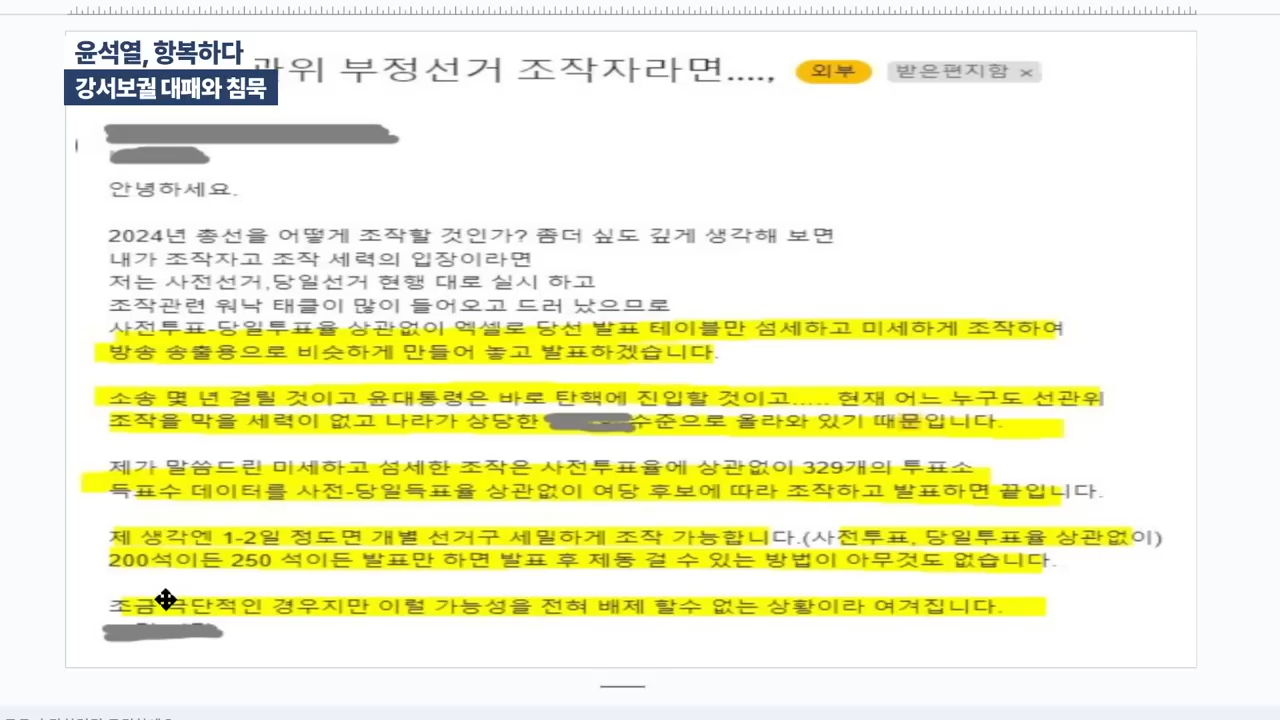 윤석열, 항복하다
강서보궐 대패와 침묵
관위 부정선거 조작자라면....,
외부
받은편지함 ×
안녕하세요.
2024년 총선을 어떻게 조작할 것인가? 좀더 싶도 깊게 생각해 보면
내가 조작자고 조작 세력의 입장이라면
저는 사전선거,당일선거 현행 대로 실시 하고
조작관련 워낙 태클이 많이 들어오고 드러 났으므로
사전투표-당일투표율 상관없이 엑셀로 당선 발표 테이블만 섬세하고 미세하게 조작하여
방송 송출용으로 비슷하게 만들어 놓고 발표하겠습니다.
소송 몇 년 걸릴 것이고 윤대통령은 바로 탄핵에 진입할 것이고..... 현재 어느 누구도 선관위
조작을 막을 세력이 없고 나라가 상당한 수준으로 올라와 있기 때문입니다.
제가 말씀드린 미세하고 섬세한 조작은 사전투표율에 상관없이 329개의 투표소
득표수 데이터를 사전-당일득표율 상관없이 여당 후보에 따라 조작하고 발표하면 끝입니다.
제 생각엔 1-2일 정도면 개별 선거구 세밀하게 조작 가능합니다.(사전투표, 당일투표율 상관없이)
200석이든 250 석이든 발표만 하면 발표 후 제동 걸 수 있는 방법이 아무것도 없습니다.
조금 극단적인 경우지만 이럴 가능성을 전혀 배제 할수 없는 상황이라 여겨집니다.